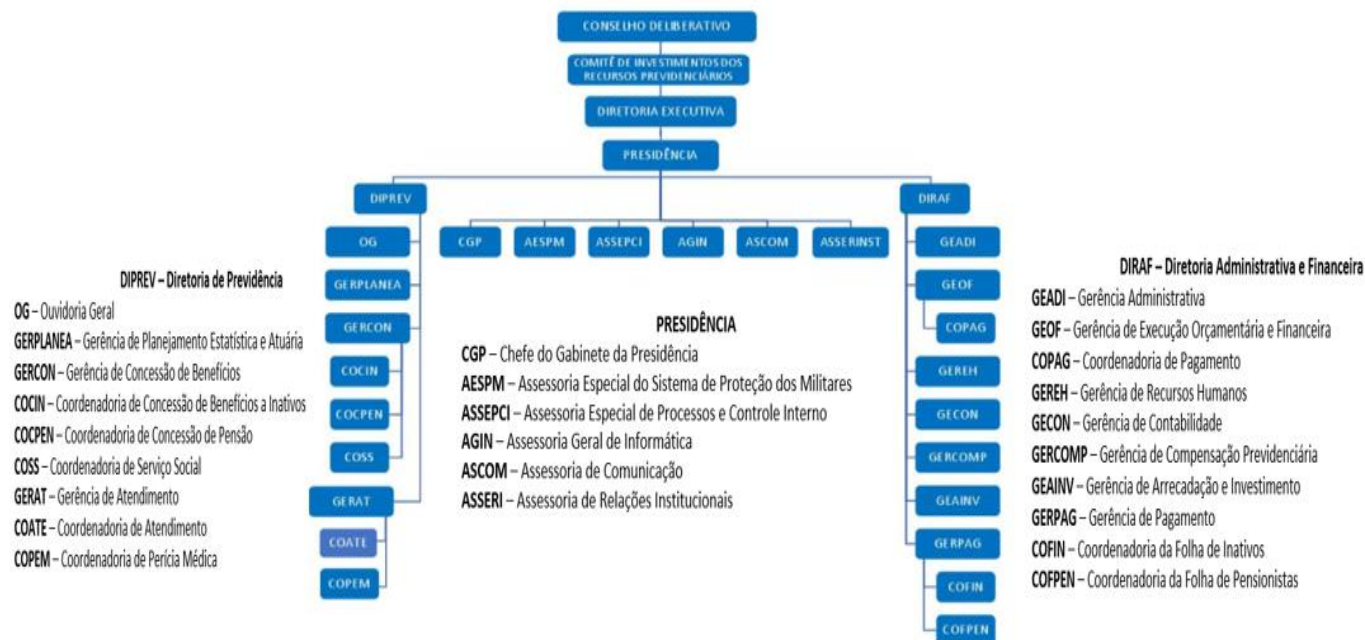 CONSELHO DELIBERATIVO
COMITÊ DE INVESTIMENTOS DOS
RECURSOS PREVIDENCIÁRIOS
DIRETORIA EXECUTIVA
PRESIDÊNCIA
DIPREV
DIRAF
OG
GERPLANEA
GERCON
COCIN
COCPEN
COSS
GERAT
COATE
COPEM
CGP
AESPM
ASSEPCI
AGIN
ASCOM
ASSERINST
GEADI
GEOF
COPAG
GEREH
GECON
GERCOMP
GEAINV
GERPAG
COFIN
COFPEN
DIPREV – Diretoria de Previdência
OG – Ouvidoria Geral
GERPLANEA – Gerência de Planejamento Estatística e Atuária
GERCON – Gerência de Concessão de Benefícios
COCIN – Coordenadoria de Concessão de Benefícios a Inativos
COCPEN – Coordenadoria de Concessão de Pensão
COSS – Coordenadoria de Serviço Social
GERAT – Gerência de Atendimento
COATE – Coordenadoria de Atendimento
COPEM – Coordenadoria de Perícia Médica
PRESIDÊNCIA
CGP – Chefe do Gabinete da Presidência
AESPM – Assessoria Especial do Sistema de Proteção dos Militares
ASSEPCI – Assessoria Especial de Processos e Controle Interno
AGIN – Assessoria Geral de Informática
ASCOM – Assessoria de Comunicação
ASSERI – Assessoria de Relações Institucionais
DIRAF – Diretoria Administrativa e Financeira
GEADI – Gerência Administrativa
GEOF – Gerência de Execução Orçamentária e Financeira
COPAG – Coordenadoria de Pagamento
GEREH – Gerência de Recursos Humanos
GECON – Gerência de Contabilidade
GERCOMP – Gerência de Compensação Previdenciária
GEAINV – Gerência de Arrecadação e Investimento
GERPAG – Gerência de Pagamento
COFIN – Coordenadoria da Folha de Inativos
COFPEN – Coordenadoria da Folha de Pensionistas